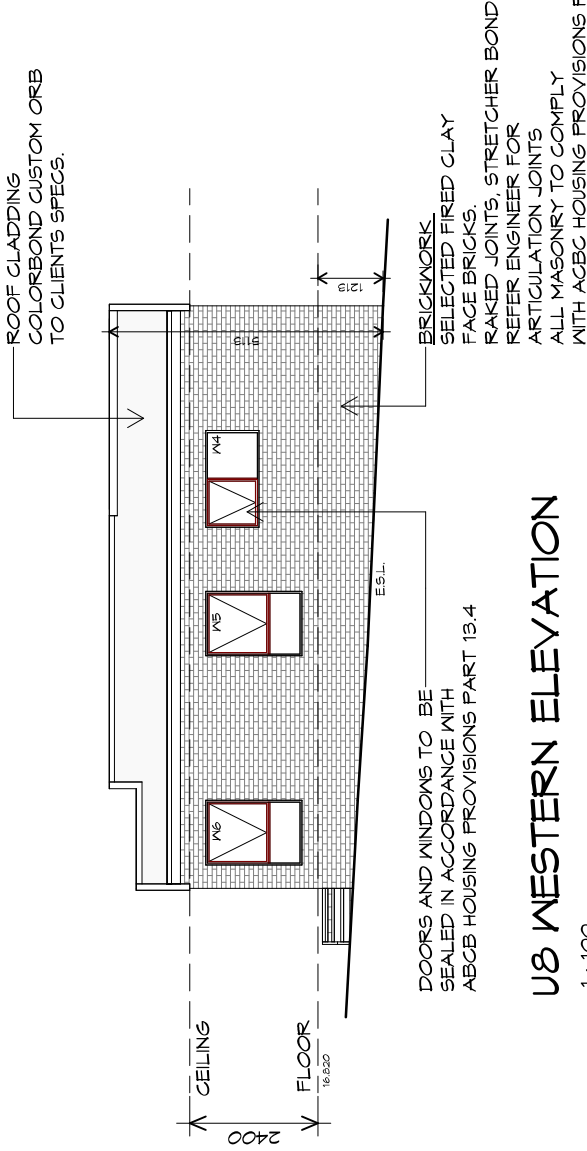 ROOF CLADDING
COLORBOND CUSTOM ORB
TO CLIENTS SPECS.
CEILING
2400
FLOOR
16.820
W6
W5
W4
5113
1213
E.S.L.
DOORS AND WINDOWS TO BE
SEALED IN ACCORDANCE WITH
ABCB HOUSING PROVISIONS PART 13.4
BRICKWORK
SELECTED FIRED CLAY
FACE BRICKS.
RAKED JOINTS, STRETCHER BOND
REFER ENGINEER FOR
ARTICULATION JOINTS
ALL MASONRY TO COMPLY
WITH ACBC HOUSING PROVISIONS
U8 WESTERN ELEVATION
1 : 100